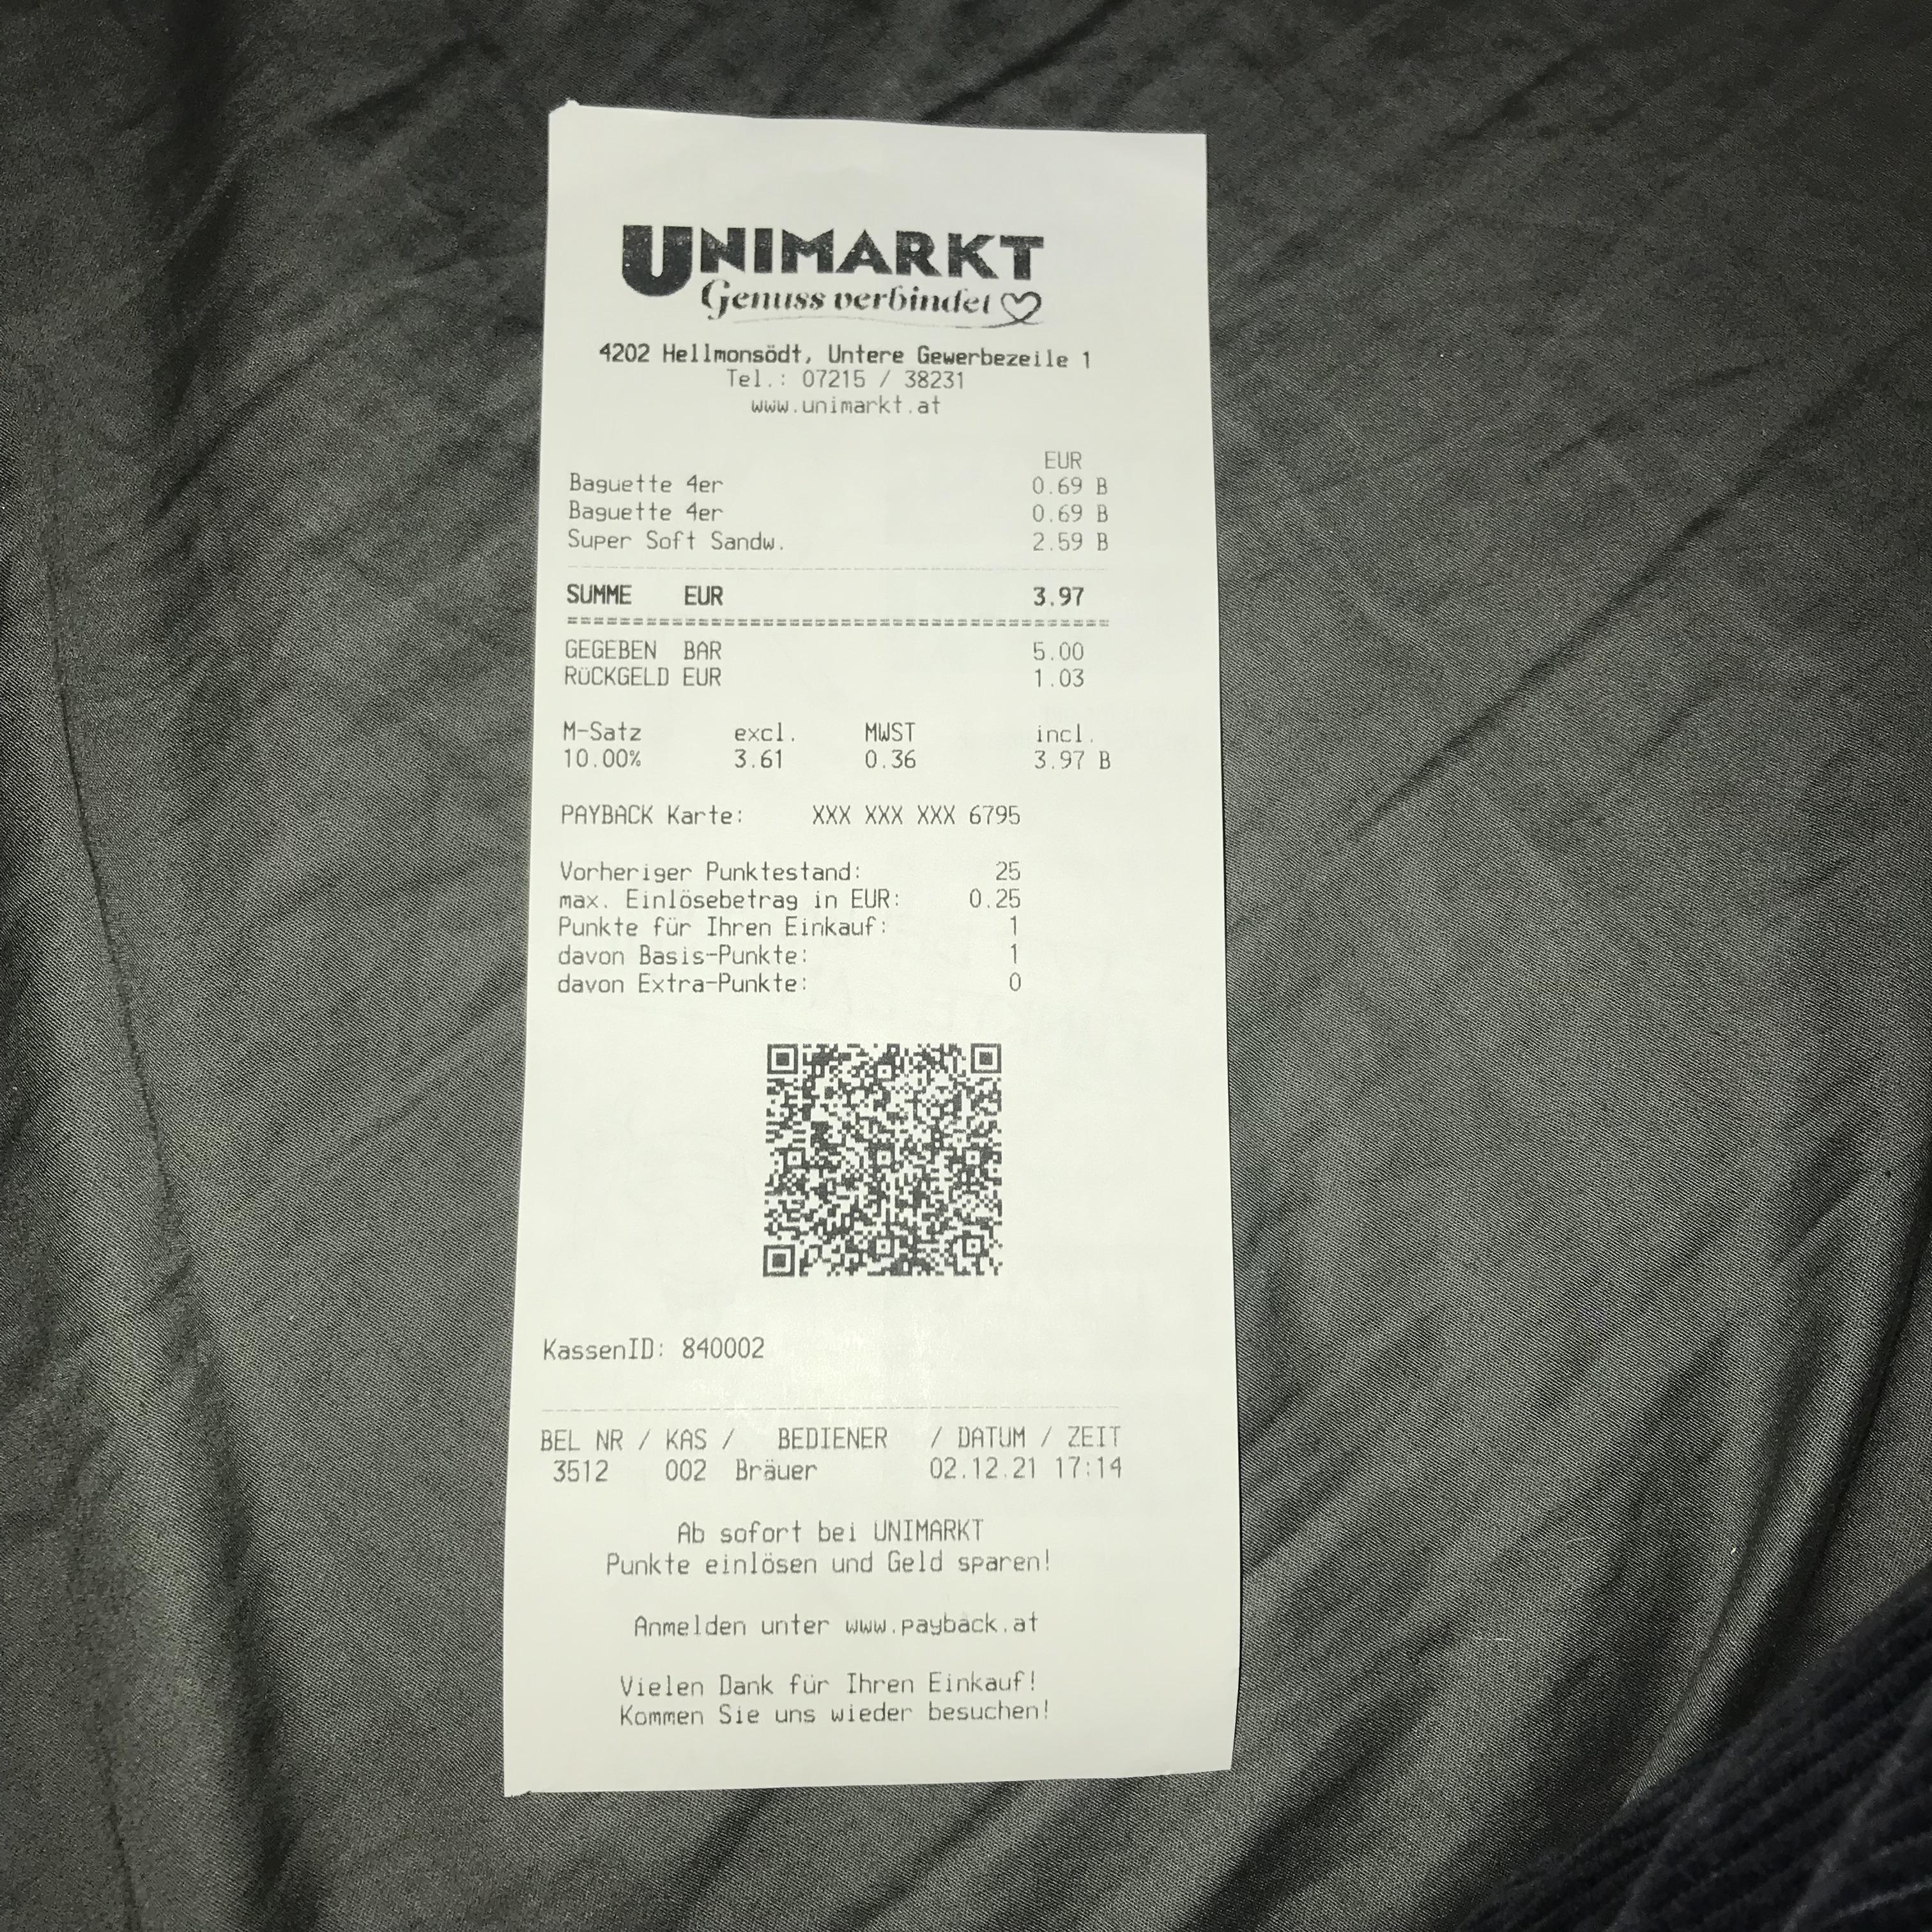 UNIMARKT
Genuss verbindet
4202 Hellmonsödt, Untere Gewerbezeile 1
Tel.: 07215 / 38231
www.unimarkt.at
EUR
Baguette 4er 0.69 B
Baguette 4er 0.69 B
Super Soft Sandw. 2.59 B
SUMME EUR 3.97
GEGEBEN BAR 5.00
RÜCKGELD EUR 1.03
M-Satz excl. MWST incl.
10.00% 3.61 0.36 3.97 B
PAYBACK Karte: XXX XXX XXX 6795
Vorheriger Punktestand: 25
max. Einlösebetrag in EUR: 0.25
Punkte für Ihren Einkauf: 1
davon Basis-Punkte: 1
davon Extra-Punkte: 0
KassenID: 840002
BEL NR / KAS / BEDIENER / DATUM / ZEIT
3512 002 Bräuer 02.12.21 17:14
Ab sofort bei UNIMARKT
Punkte einlösen und Geld sparen!
Anmelden unter www.payback.at
Vielen Dank für Ihren Einkauf!
Kommen Sie uns wieder besuchen!